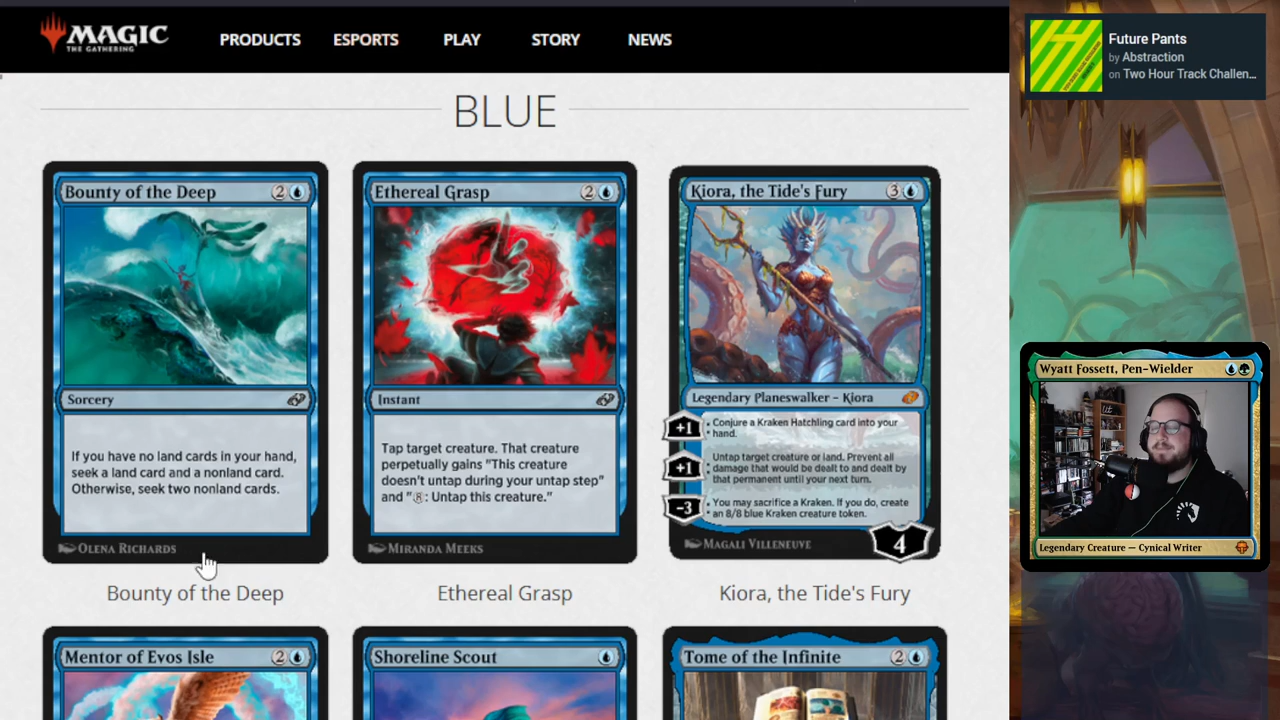 MAGIC
THE GATHERING
PRODUCTS
ESPORTS
PLAY
STORY
NEWS
Future Pants
by Abstraction
on Two Hour Track Challen...
BLUE
Bounty of the Deep 2
Sorcery
If you have no land cards in your hand,
seek a land card and a nonland card.
Otherwise, seek two nonland cards.
OLENA RICHARDS
Bounty of the Deep
Ethereal Grasp 2
Instant
Tap target creature. That creature
perpetually gains "This creature
doesn't untap during your untap step"
and "8: Untap this creature."
MIRANDA MEEKS
Ethereal Grasp
Kiora, the Tide's Fury 3
Legendary Planeswalker – Kiora
+1
Conjure a Kraken Hatchling card into your
hand.
+1
Untap target creature or land. Prevent all
damage that would be dealt to and dealt by
that permanent until your next turn.
-3
You may sacrifice a Kraken. If you do, create
an 8/8 blue Kraken creature token.
4
MAGALI VILLENEUVE
Kiora, the Tide's Fury
Wyatt Fossett, Pen-Wielder
Legendary Creature — Cynical Writer
Mentor of Evos Isle 2
Shoreline Scout
Tome of the Infinite 2